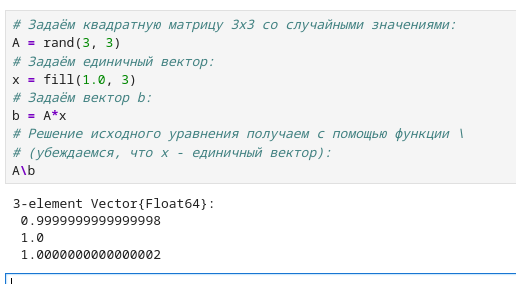 # Задаём квадратную матрицу 3x3 со случайными значениями:
A = rand(3, 3)
# Задаём единичный вектор:
x = fill(1.0, 3)
# Задаём вектор b:
b = A*x
# Решение исходного уравнения получаем с помощью функции \
# (убеждаемся, что x - единичный вектор):
A\b
3-element Vector{Float64}:
 0.9999999999999998
 1.0
 1.0000000000000002